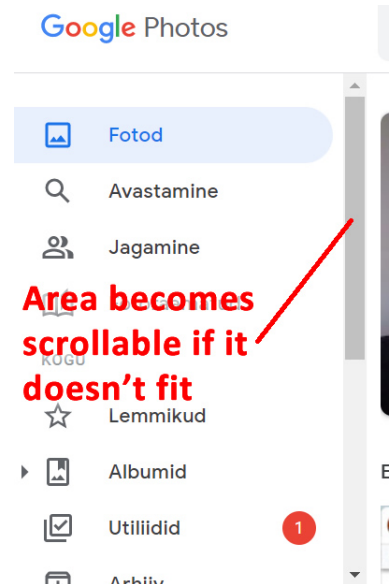 Google Photos
Fotod
Avastamine
Jagamine
Area becomes
scrollable if it
KOGU
doesn't fit
Lemmikud
Albumid
Utiliidid 1
Arhiiv
E